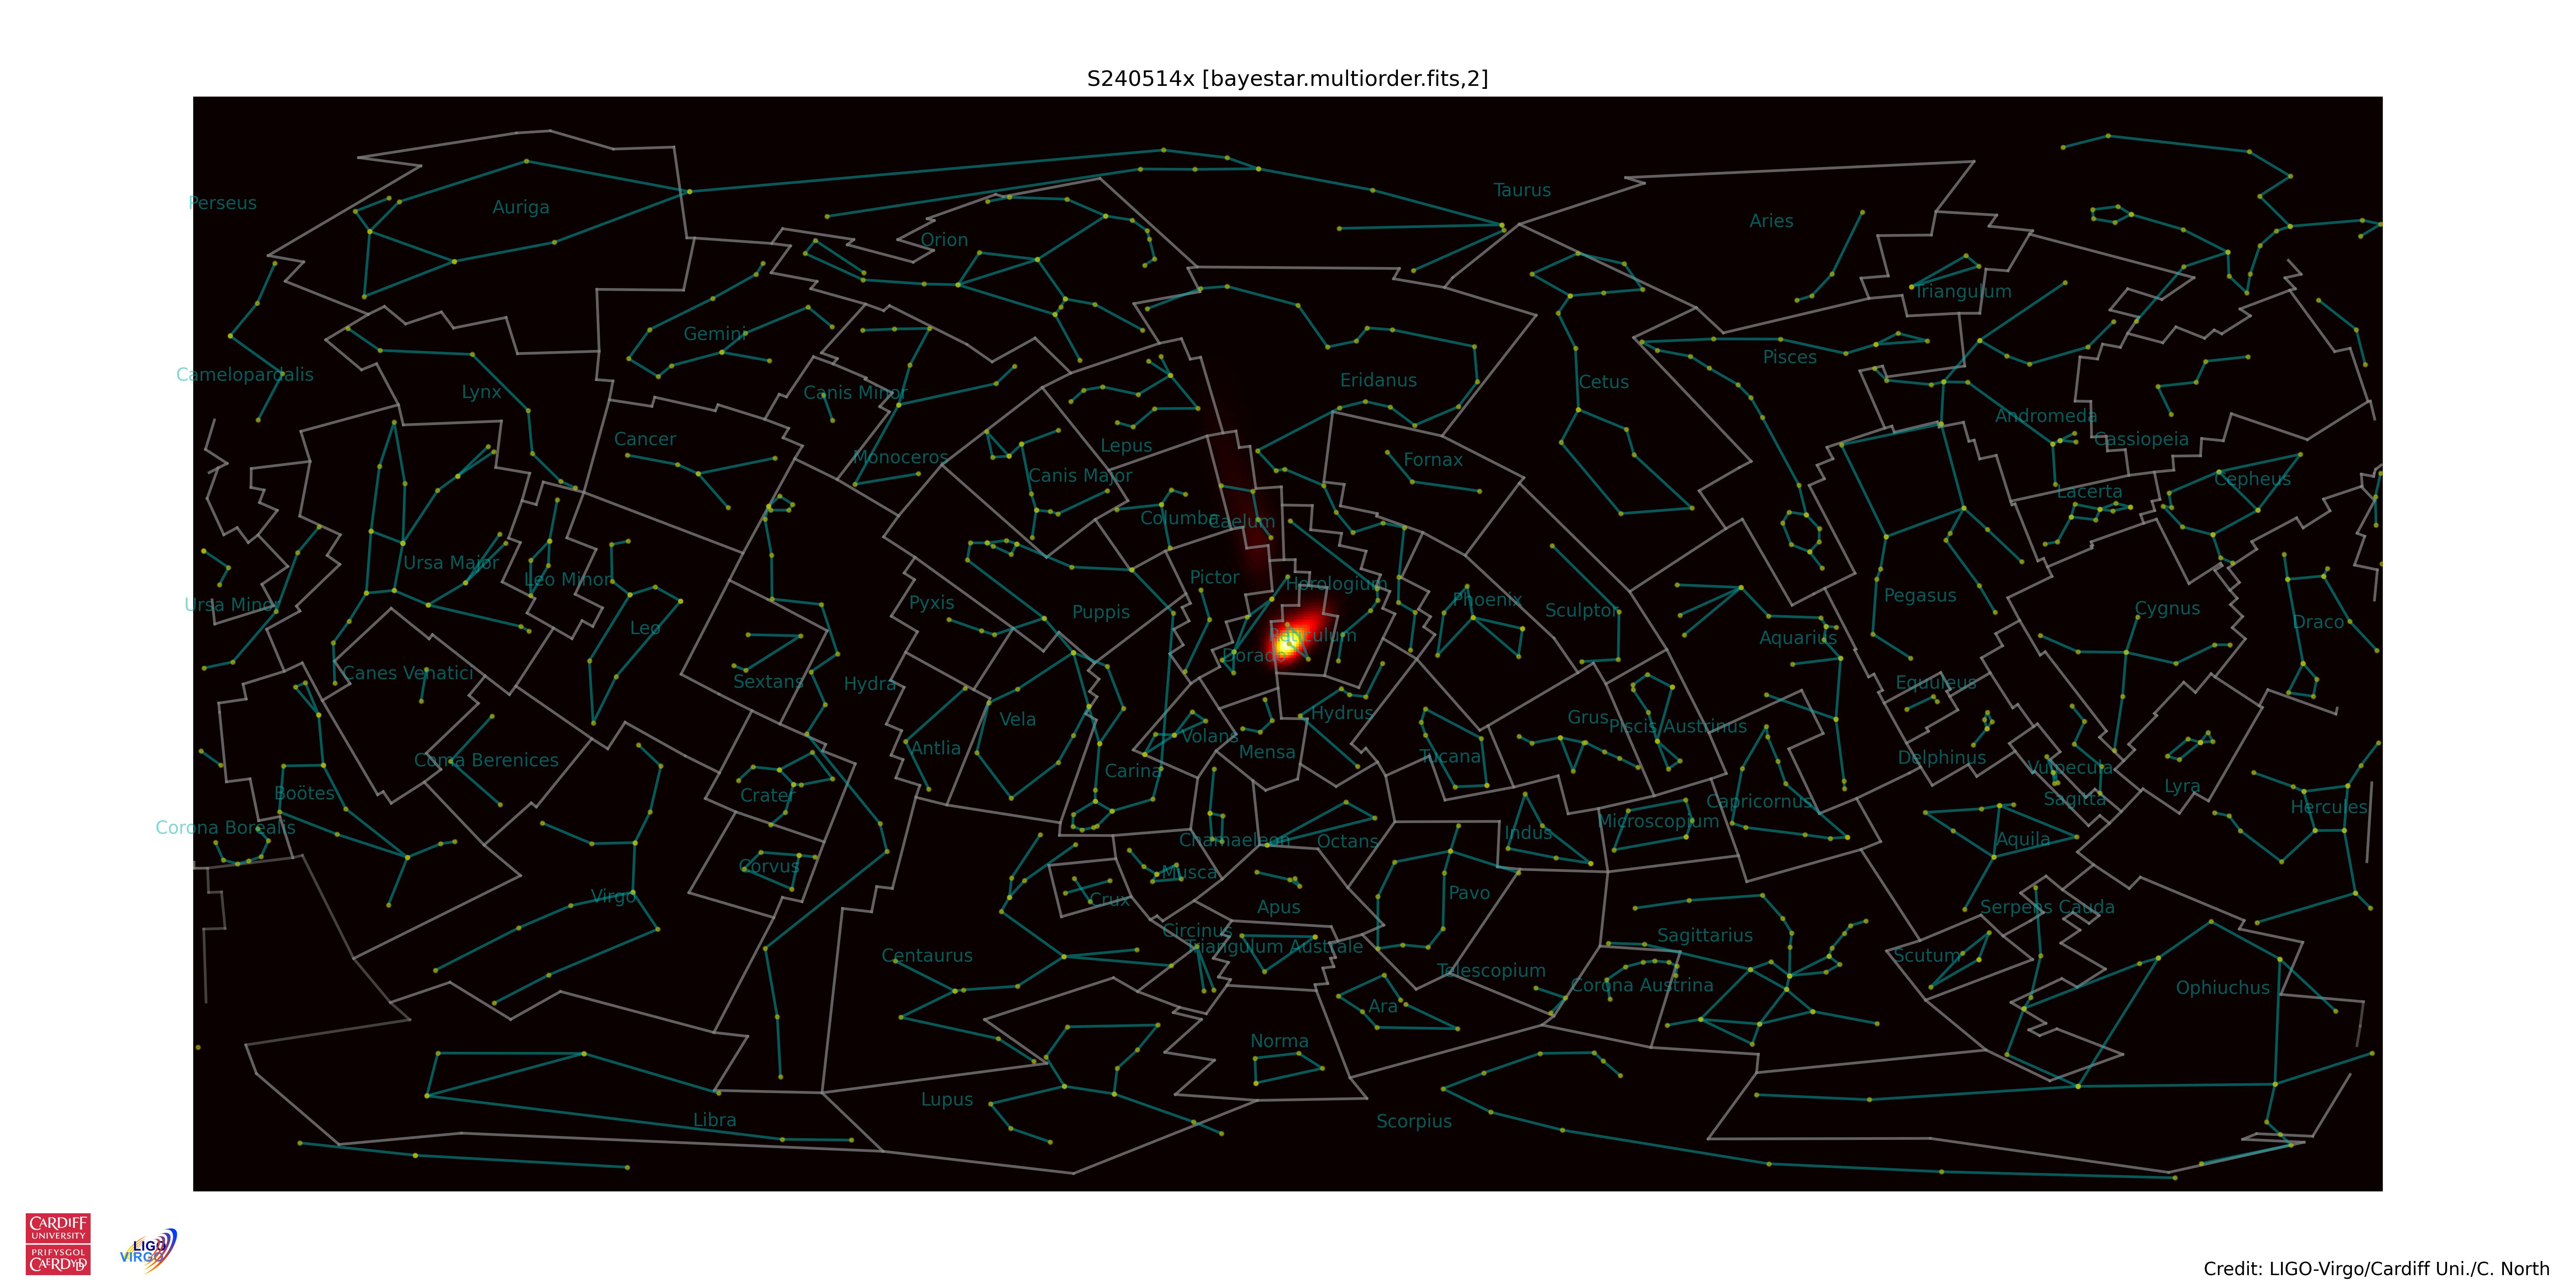 S240514x [bayestar.multiorder.fits,2]
Taurus
Perseus
Auriga
Aries
Orion
Triangulum
Gemini
Pisces
Camelopardalis
Eridanus
Cetus
Lynx
Canis Minor
Andromeda
Cancer
Cassiopeia
Lepus
Monoceros
Fornax
Canis Major
Cepheus
Lacerta
Columba
Caelum
Ursa Major
Leo Minor
Pictor
Horologium
Pegasus
Phoenix
Ursa Minor
Pyxis
Puppis
Sculptor
Cygnus
Draco
Leo
Reticulum
Aquarius
Dorado
Canes Venatici
Sextans
Hydra
Equuleus
Vela
Hydrus
Grus
Piscis Austrinus
Volans
Antlia
Mensa
Tucana
Coma Berenices
Delphinus
Vulpecula
Carina
Lyra
Boötes
Crater
Capricornus
Sagitta
Hercules
Corona Borealis
Microscopium
Indus
Chamaeleon
Octans
Aquila
Corvus
Musca
Virgo
Crux
Apus
Pavo
Serpens Cauda
Circinus
Sagittarius
Triangulum Australe
Centaurus
Scutum
Telescopium
Corona Austrina
Ophiuchus
Ara
Norma
Lupus
Libra
Scorpius
CARDIFF
UNIVERSITY
PRIFYSGOL
CAERDYDD
LIGO
VIRGO
Credit: LIGO-Virgo/Cardiff Uni./C. North